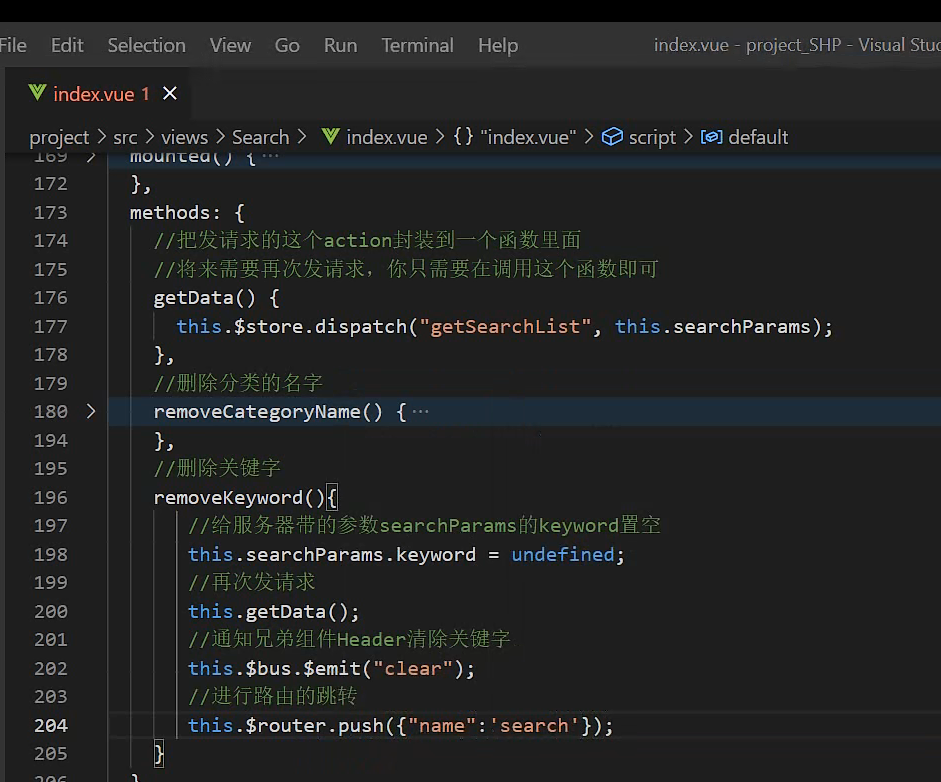 File Edit Selection View Go Run Terminal Help index.vue - project_SHP - Visual Stud
index.vue 1
project > src > views > Search > index.vue > {} "index.vue" > script > default
169 mounted() { ···
172 },
173 methods: {
174 //把发请求的这个action封装到一个函数里面
175 //将来需要再次发请求，你只需要在调用这个函数即可
176 getData() {
177 this.$store.dispatch("getSearchList", this.searchParams);
178 },
179 //删除分类的名字
180 removeCategoryName() { ···
194 },
195 //删除关键字
196 removeKeyword(){
197 //给服务器带的参数searchParams的keyword置空
198 this.searchParams.keyword = undefined;
199 //再次发请求
200 this.getData();
201 //通知兄弟组件Header清除关键字
202 this.$bus.$emit("clear");
203 //进行路由的跳转
204 this.$router.push({"name":'search'});
205 }
206 }